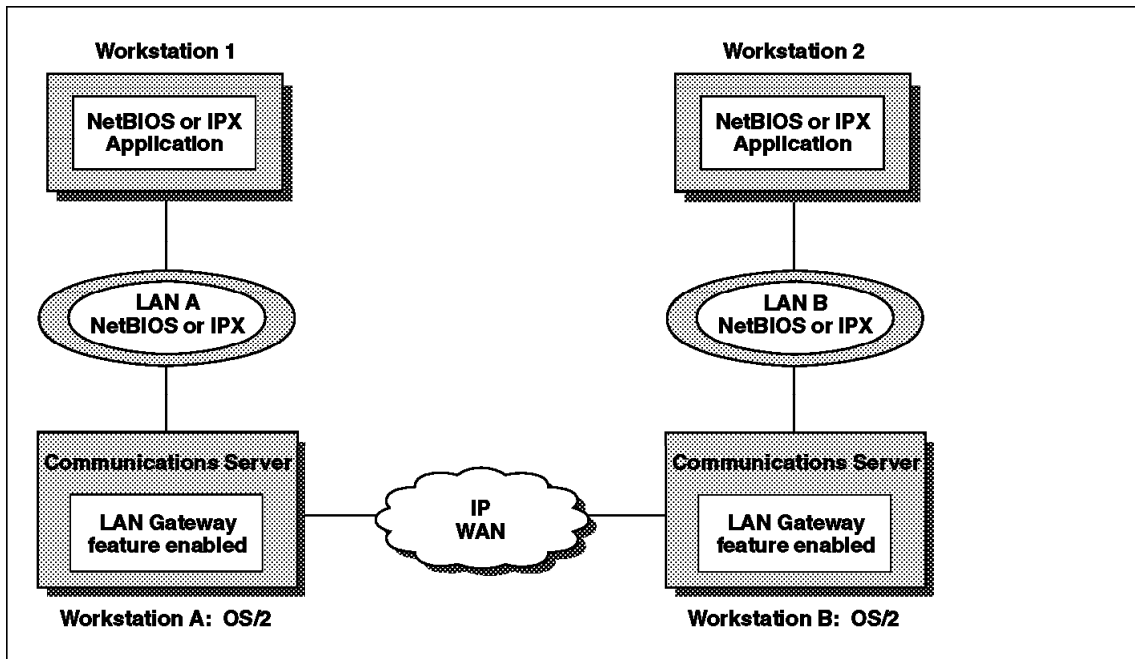 Workstation 1
NetBIOS or IPX
Application
LAN A
NetBIOS or IPX
Communications Server
LAN Gateway
feature enabled
Workstation A: OS/2
IP
WAN
Workstation 2
NetBIOS or IPX
Application
LAN B
NetBIOS or IPX
Communications Server
LAN Gateway
feature enabled
Workstation B: OS/2